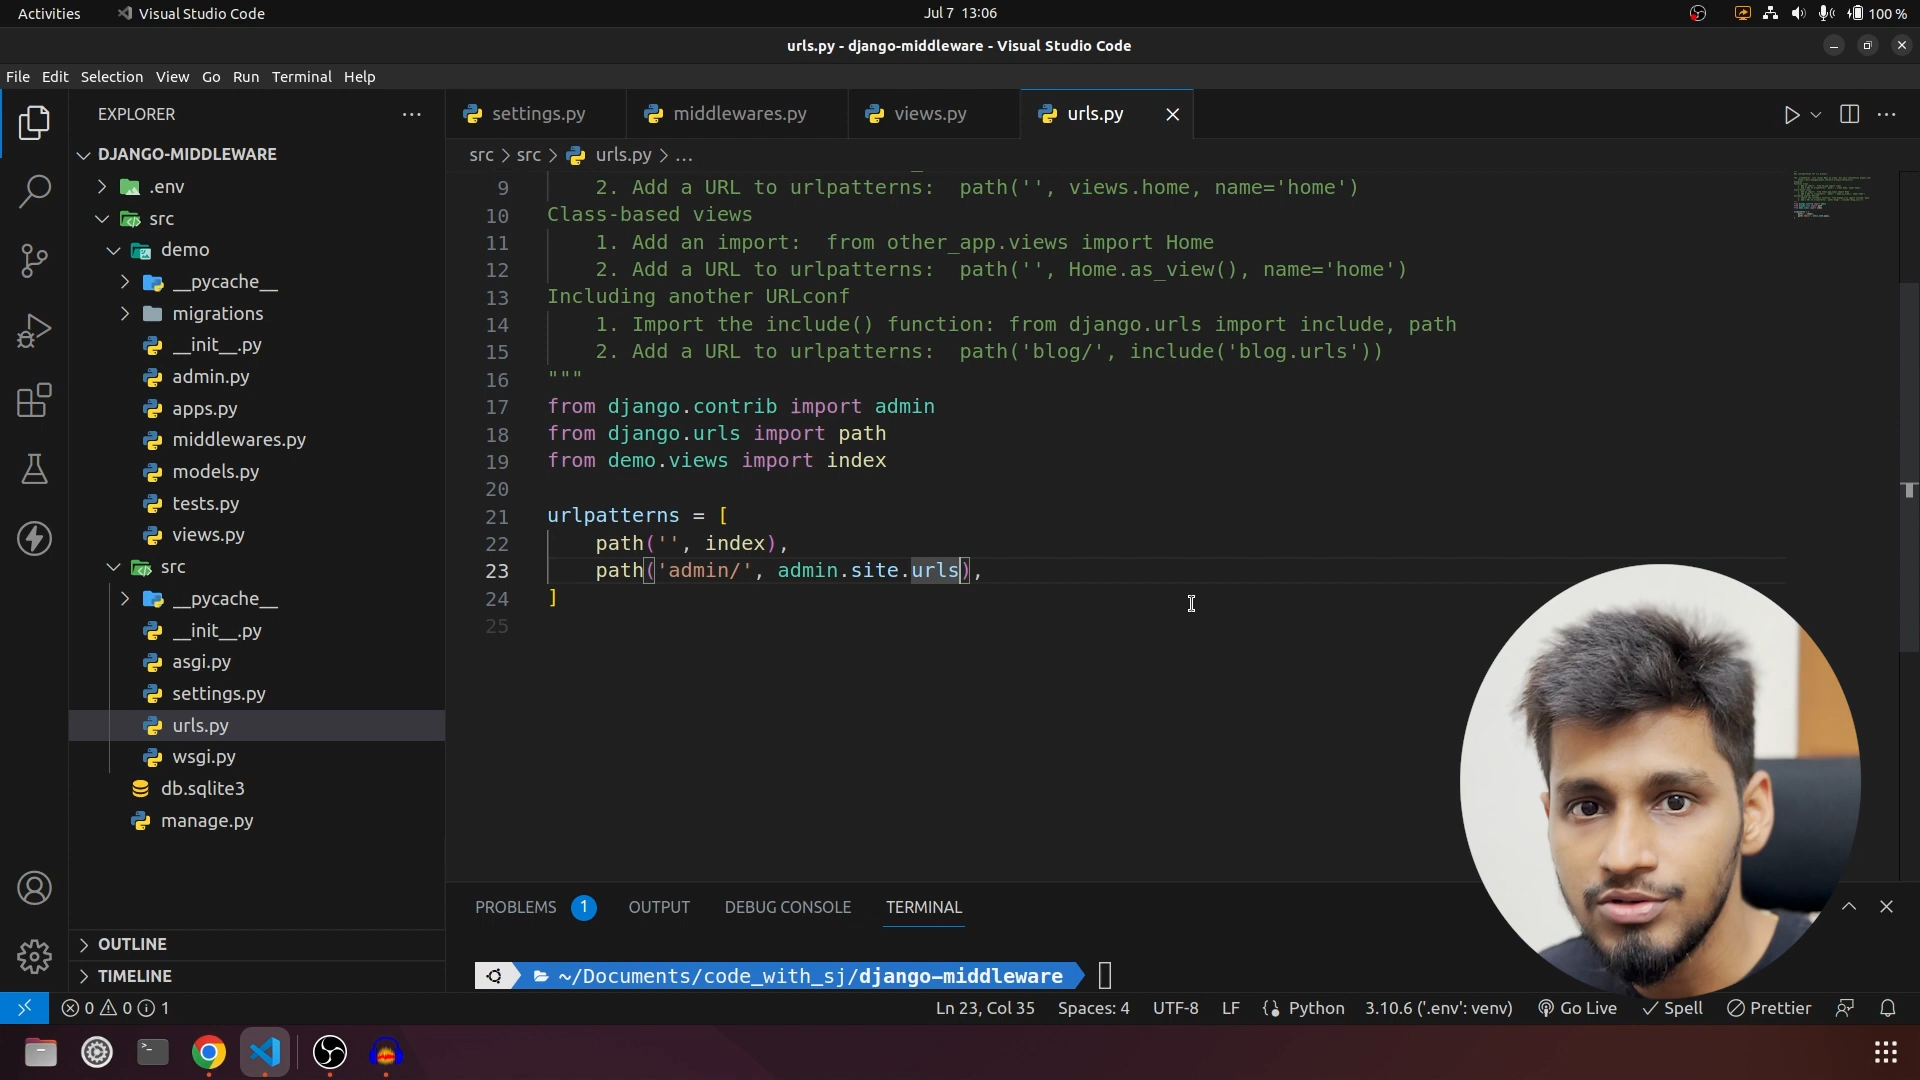 Activities
Visual Studio Code
Jul 7 13:06
100 %
urls.py - django-middleware - Visual Studio Code
File Edit Selection View Go Run Terminal Help
EXPLORER
settings.py
middlewares.py
views.py
urls.py
DJANGO-MIDDLEWARE
.env
src
demo
__pycache__
migrations
__init__.py
admin.py
apps.py
middlewares.py
models.py
tests.py
views.py
src
__pycache__
__init__.py
asgi.py
settings.py
urls.py
wsgi.py
db.sqlite3
manage.py
OUTLINE
TIMELINE
src > src > urls.py > ...
9 2. Add a URL to urlpatterns:  path('', views.home, name='home')
10 Class-based views
11 1. Add an import:  from other_app.views import Home
12 2. Add a URL to urlpatterns:  path('', Home.as_view(), name='home')
13 Including another URLconf
14 1. Import the include() function: from django.urls import include, path
15 2. Add a URL to urlpatterns:  path('blog/', include('blog.urls'))
16 """
17 from django.contrib import admin
18 from django.urls import path
19 from demo.views import index
20
21 urlpatterns = [
22 path('', index),
23 path('admin/', admin.site.urls),
24 ]
25
PROBLEMS 1 OUTPUT DEBUG CONSOLE TERMINAL
~/Documents/code_with_sj/django-middleware
0 0 1
Ln 23, Col 35 Spaces: 4 UTF-8 LF Python 3.10.6 ('.env': venv) Go Live Spell Prettier